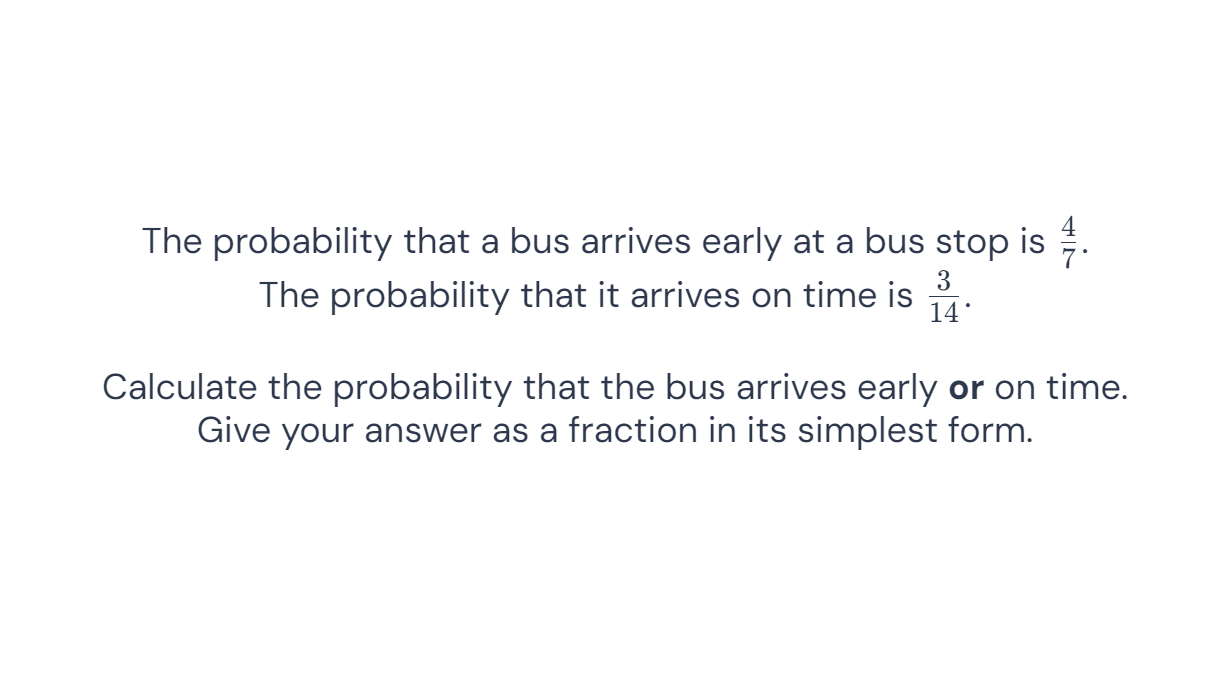 The probability that a bus arrives early at a bus stop is $\frac{4}{7}$.
The probability that it arrives on time is $\frac{3}{14}$.
Calculate the probability that the bus arrives early or on time.
Give your answer as a fraction in its simplest form.